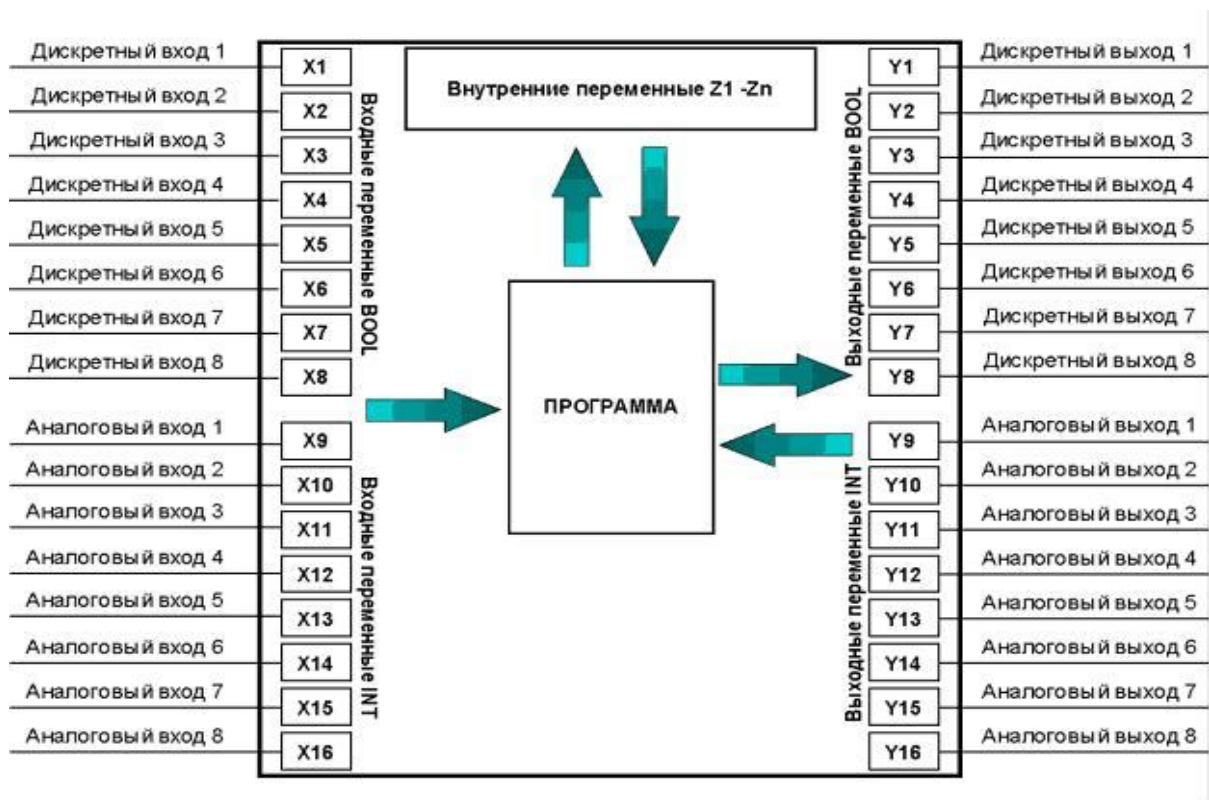 Дискретный вход 1
Дискретный вход 2
Дискретный вход 3
Дискретный вход 4
Дискретный вход 5
Дискретный вход 6
Дискретный вход 7
Дискретный вход 8
Аналоговый вход 1
Аналоговый вход 2
Аналоговый вход 3
Аналоговый вход 4
Аналоговый вход 5
Аналоговый вход 6
Аналоговый вход 7
Аналоговый вход 8
X1
X2
X3
X4
X5
X6
X7
X8
X9
X10
X11
X12
X13
X14
X15
X16
Входные переменные BOOL
Входные переменные INT
Внутренние переменные Z1 -Zn
ПРОГРАММА
Выходные переменные BOOL
Выходные переменные INT
Y1
Y2
Y3
Y4
Y5
Y6
Y7
Y8
Y9
Y10
Y11
Y12
Y13
Y14
Y15
Y16
Дискретный выход 1
Дискретный выход 2
Дискретный выход 3
Дискретный выход 4
Дискретный выход 5
Дискретный выход 6
Дискретный выход 7
Дискретный выход 8
Аналоговый выход 1
Аналоговый выход 2
Аналоговый выход 3
Аналоговый выход 4
Аналоговый выход 5
Аналоговый выход 6
Аналоговый выход 7
Аналоговый выход 8